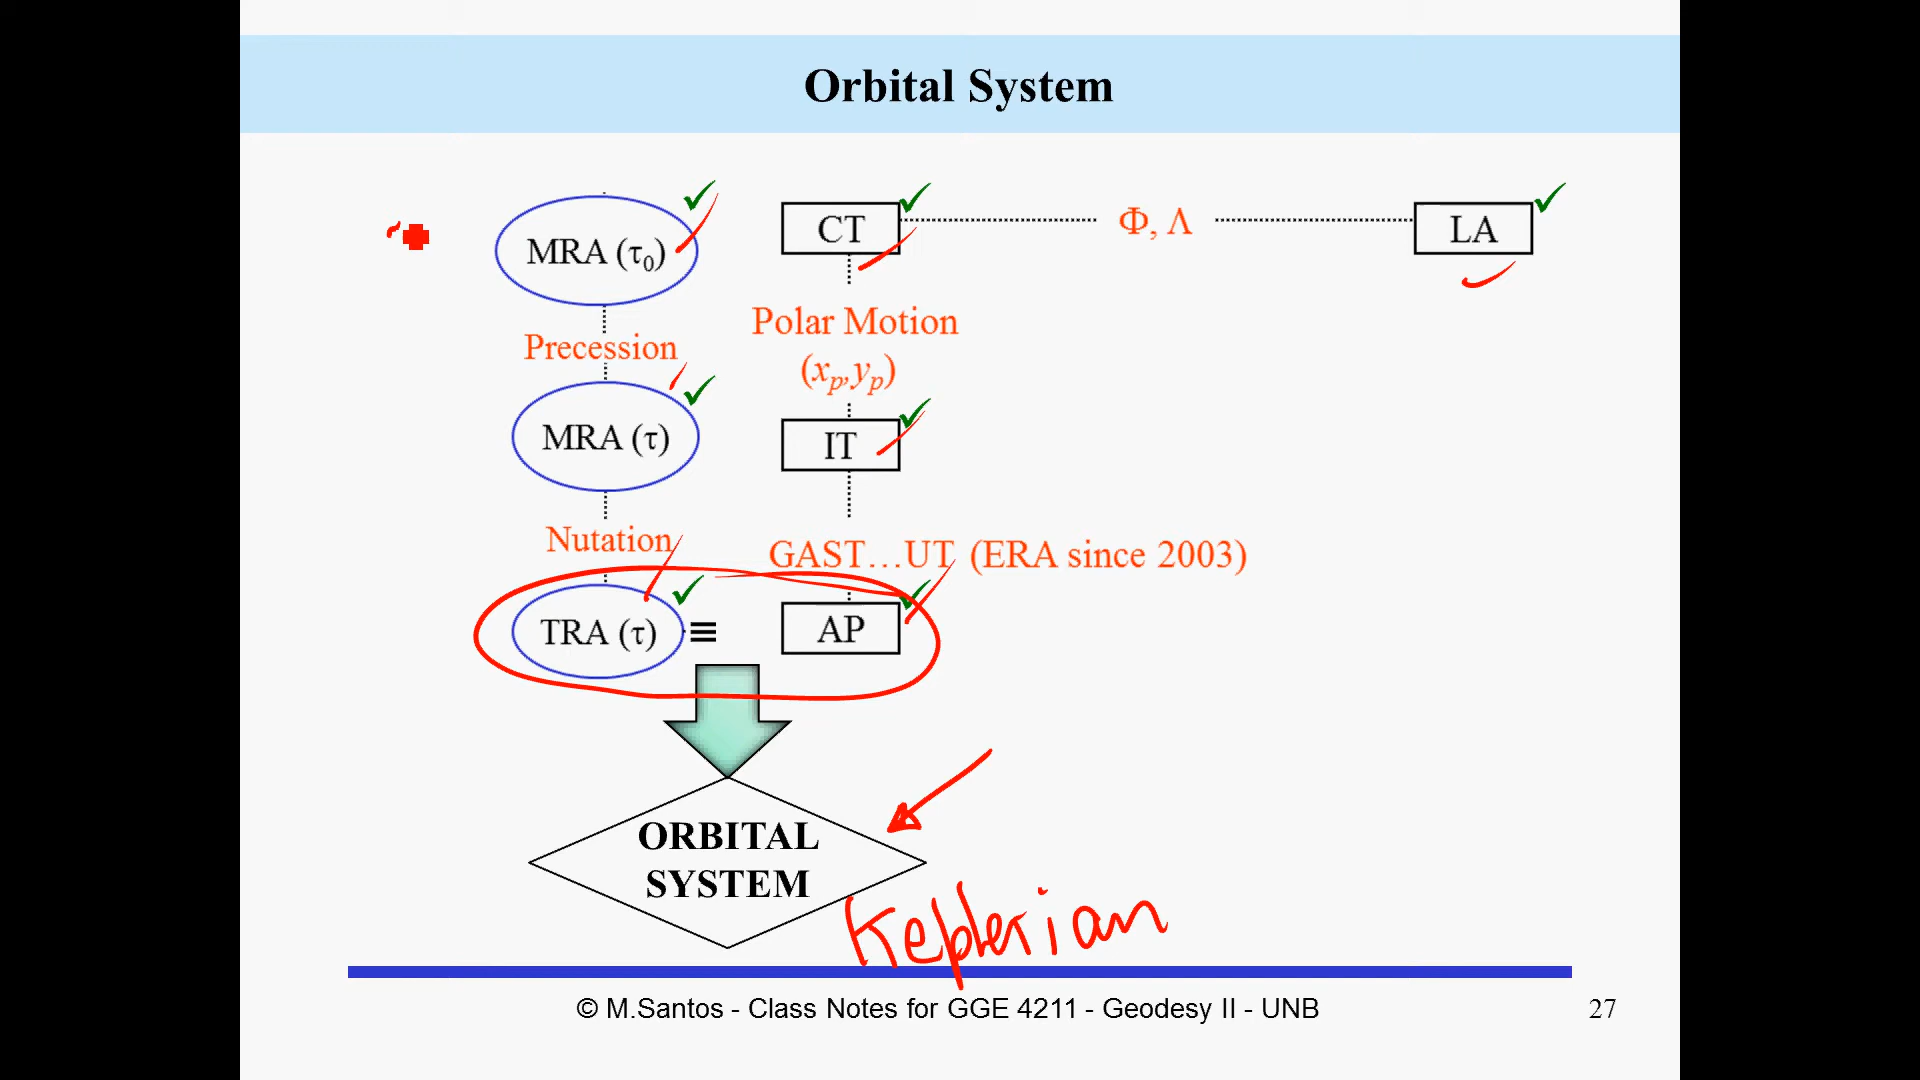 Orbital System
MRA (τ₀)
CT
Φ, Λ
LA
Precession
Polar Motion
(xₚ,yₚ)
MRA (τ)
IT
Nutation
GAST…UT (ERA since 2003)
TRA (τ)
≡
AP
ORBITAL
SYSTEM
Keplerian
© M.Santos - Class Notes for GGE 4211 - Geodesy II - UNB
27